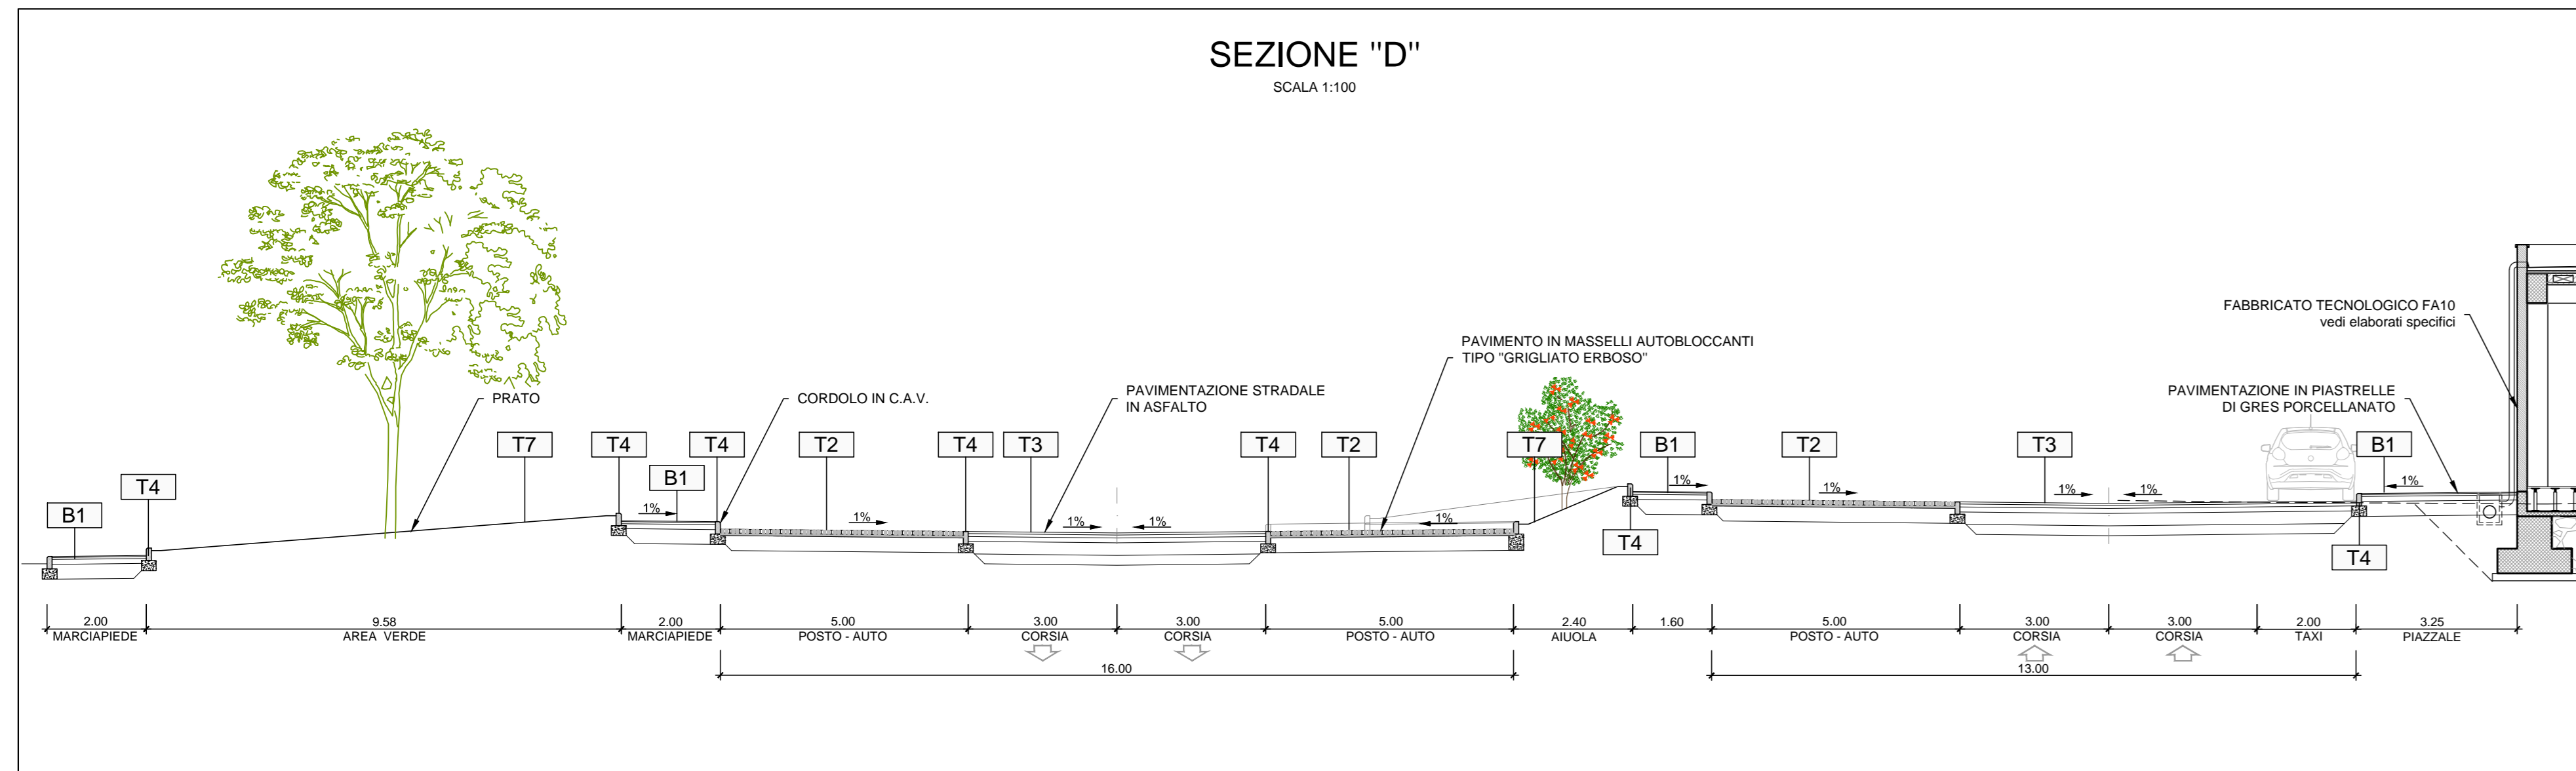 SEZIONE "D"
SCALA 1:100
FABBRICATO TECNOLOGICO FA10
vedi elaborati specifici
PAVIMENTO IN MASSELLI AUTOBLOCCANTI
TIPO "GRIGLIATO ERBOSO"
PRATO
CORDOLO IN C.A.V.
PAVIMENTAZIONE STRADALE
IN ASFALTO
PAVIMENTAZIONE IN PIASTRELLE
DI GRES PORCELLANATO
T7 T4 T4 T2 T4 T3 T4 T2 T7 B1 T2 T3 B1
B1 T4 B1
1% 1% 1% 1% 1% 1% 1% 1% 1% 1%
T4 T4
2.00 9.58 2.00 5.00 3.00 3.00 5.00 2.40 1.60 5.00 3.00 3.00 2.00 3.25
MARCIAPIEDE AREA VERDE MARCIAPIEDE POSTO - AUTO CORSIA CORSIA POSTO - AUTO AIUOLA POSTO - AUTO CORSIA CORSIA TAXI PIAZZALE
16.00 13.00